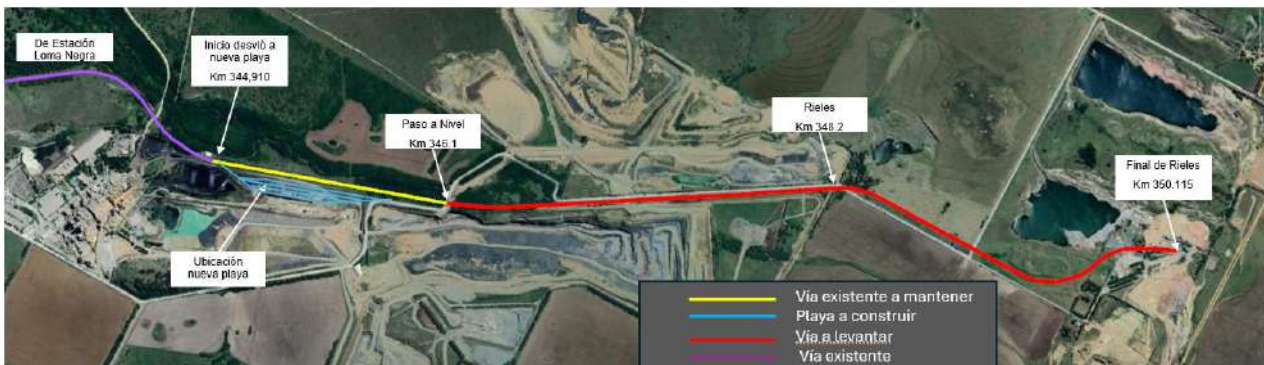 De Estación
Loma Negra
Inicio desvió a
nueva playa
Km 344,910
Paso a Nivel
Km 346.1
Rieles
Km 348.2
Final de Rieles
Km 350.115
Ubicación
nueva playa
Vía existente a mantener
Playa a construir
Vía a levantar
Vía existente